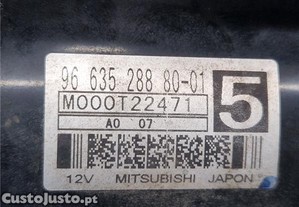 96 635 288 80-01
M000T22471
5
A0 07
12V MITSUBISHI JAPON
CustoJusto.pt